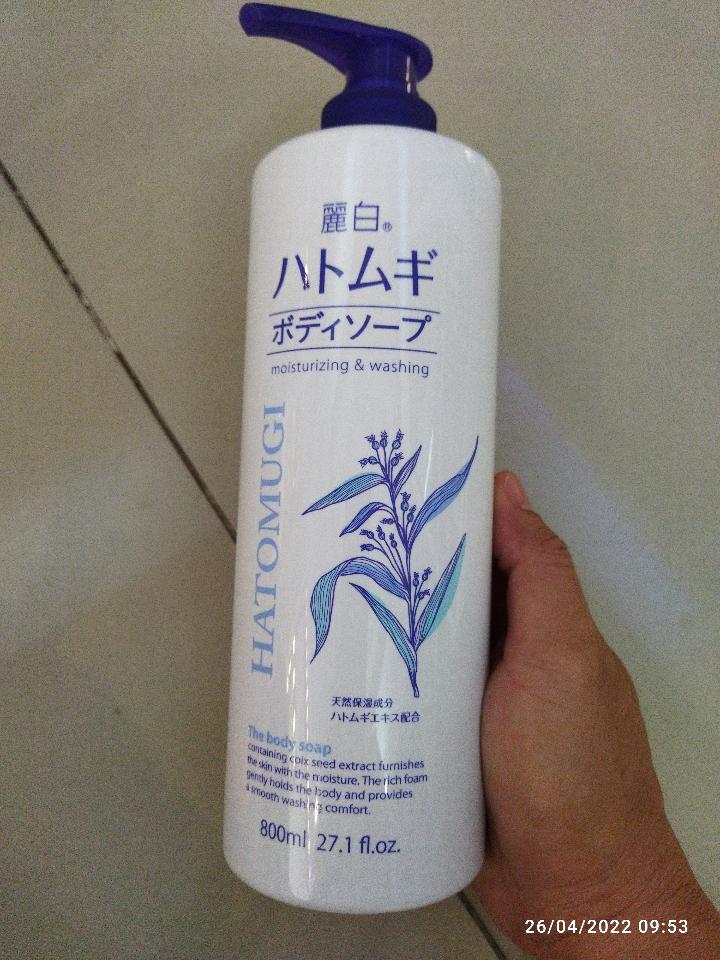 麗白®
ハトムギ
ボディソープ
moisturizing & washing
HATOMUGI
天然保湿成分
ハトムギエキス配合
The body soap
containing coix seed extract furnishes
the skin with the moisture. The rich foam
gently holds the body and provides
a smooth washing comfort.
800ml 27.1 fl.oz.
26/04/2022 09:53